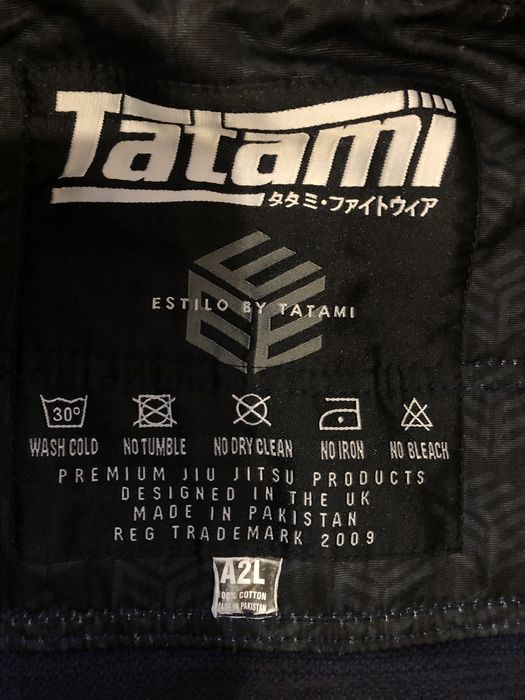 Tatami
タタミ・ファイトウィア
ESTILO BY TATAMI
30°
WASH COLD NO TUMBLE NO DRY CLEAN NO IRON NO BLEACH
PREMIUM JIU JITSU PRODUCTS
DESIGNED IN THE UK
MADE IN PAKISTAN
REG TRADEMARK 2009
A2L
100% COTTON
MADE IN PAKISTAN